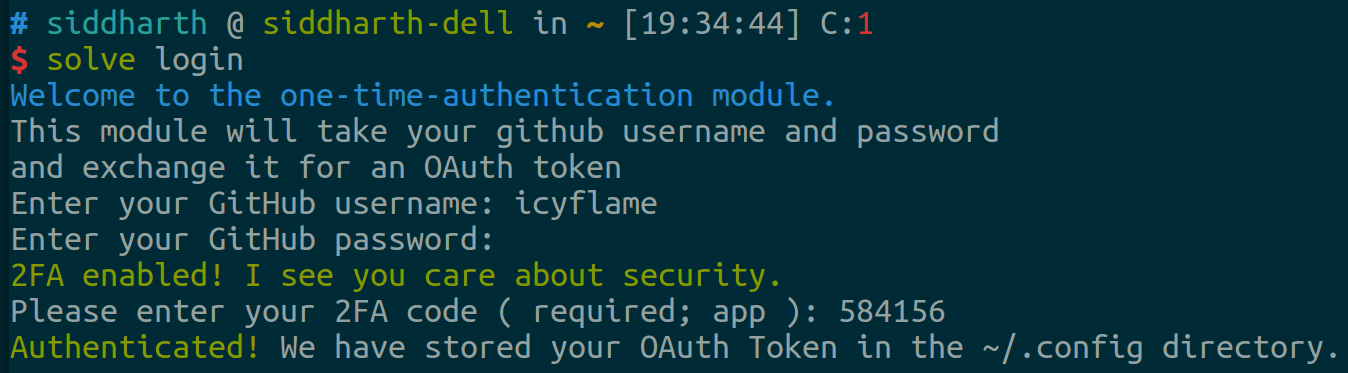 # siddharth @ siddharth-dell in ~ [19:34:44] C:1
$ solve login
Welcome to the one-time-authentication module.
This module will take your github username and password
and exchange it for an OAuth token
Enter your GitHub username: icyflame
Enter your GitHub password:
2FA enabled! I see you care about security.
Please enter your 2FA code ( required; app ): 584156
Authenticated! We have stored your OAuth Token in the ~/.config directory.